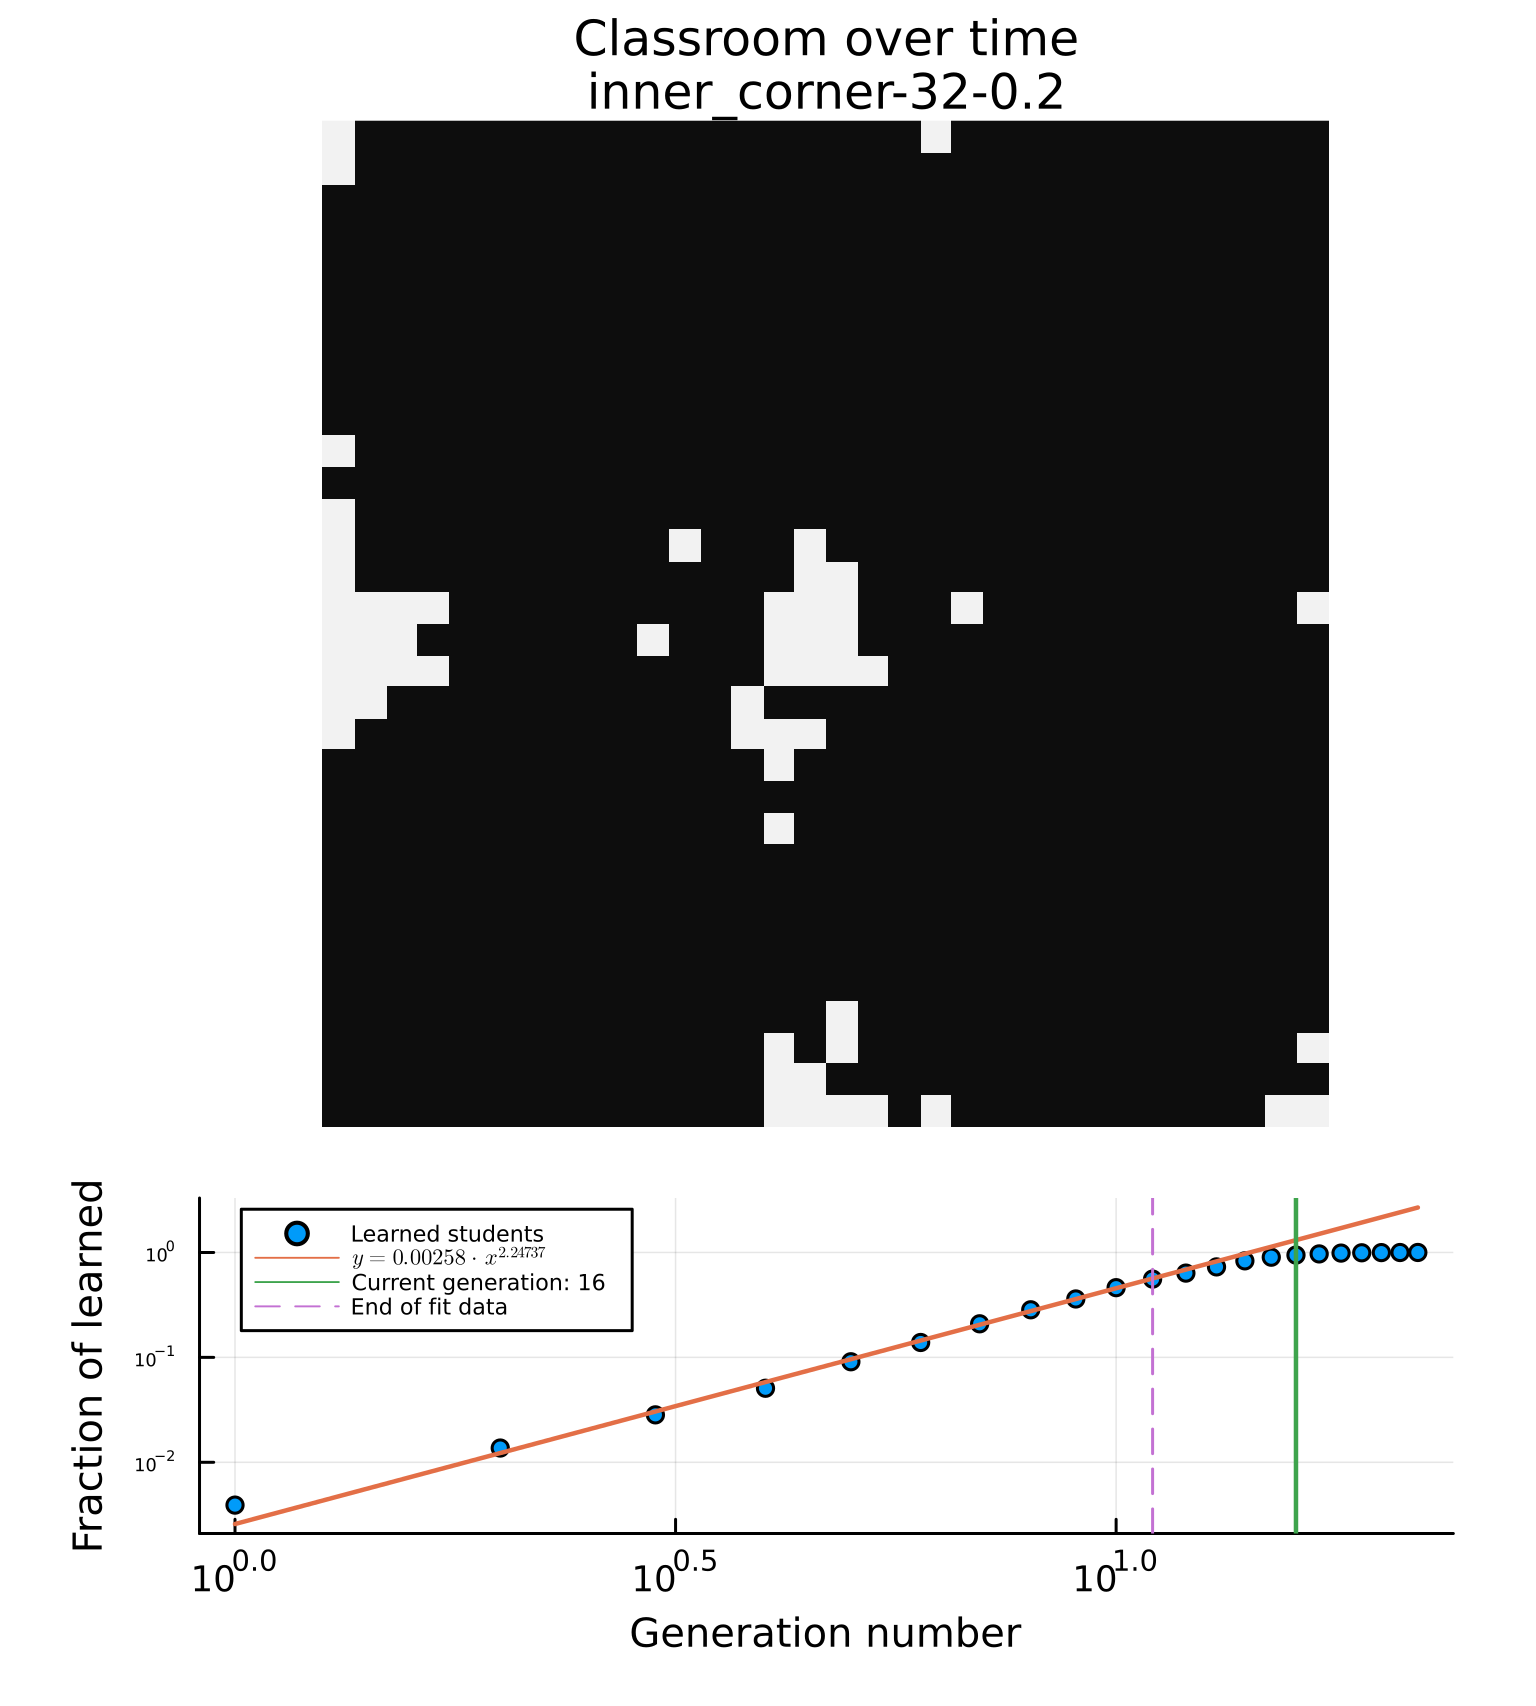 Classroom over time
inner_corner-32-0.2
Fraction of learned
10^0
10^-1
10^-2
Learned students
y = 0.00258 · x^2.24737
Current generation: 16
End of fit data
10^0.0 10^0.5 10^1.0
Generation number